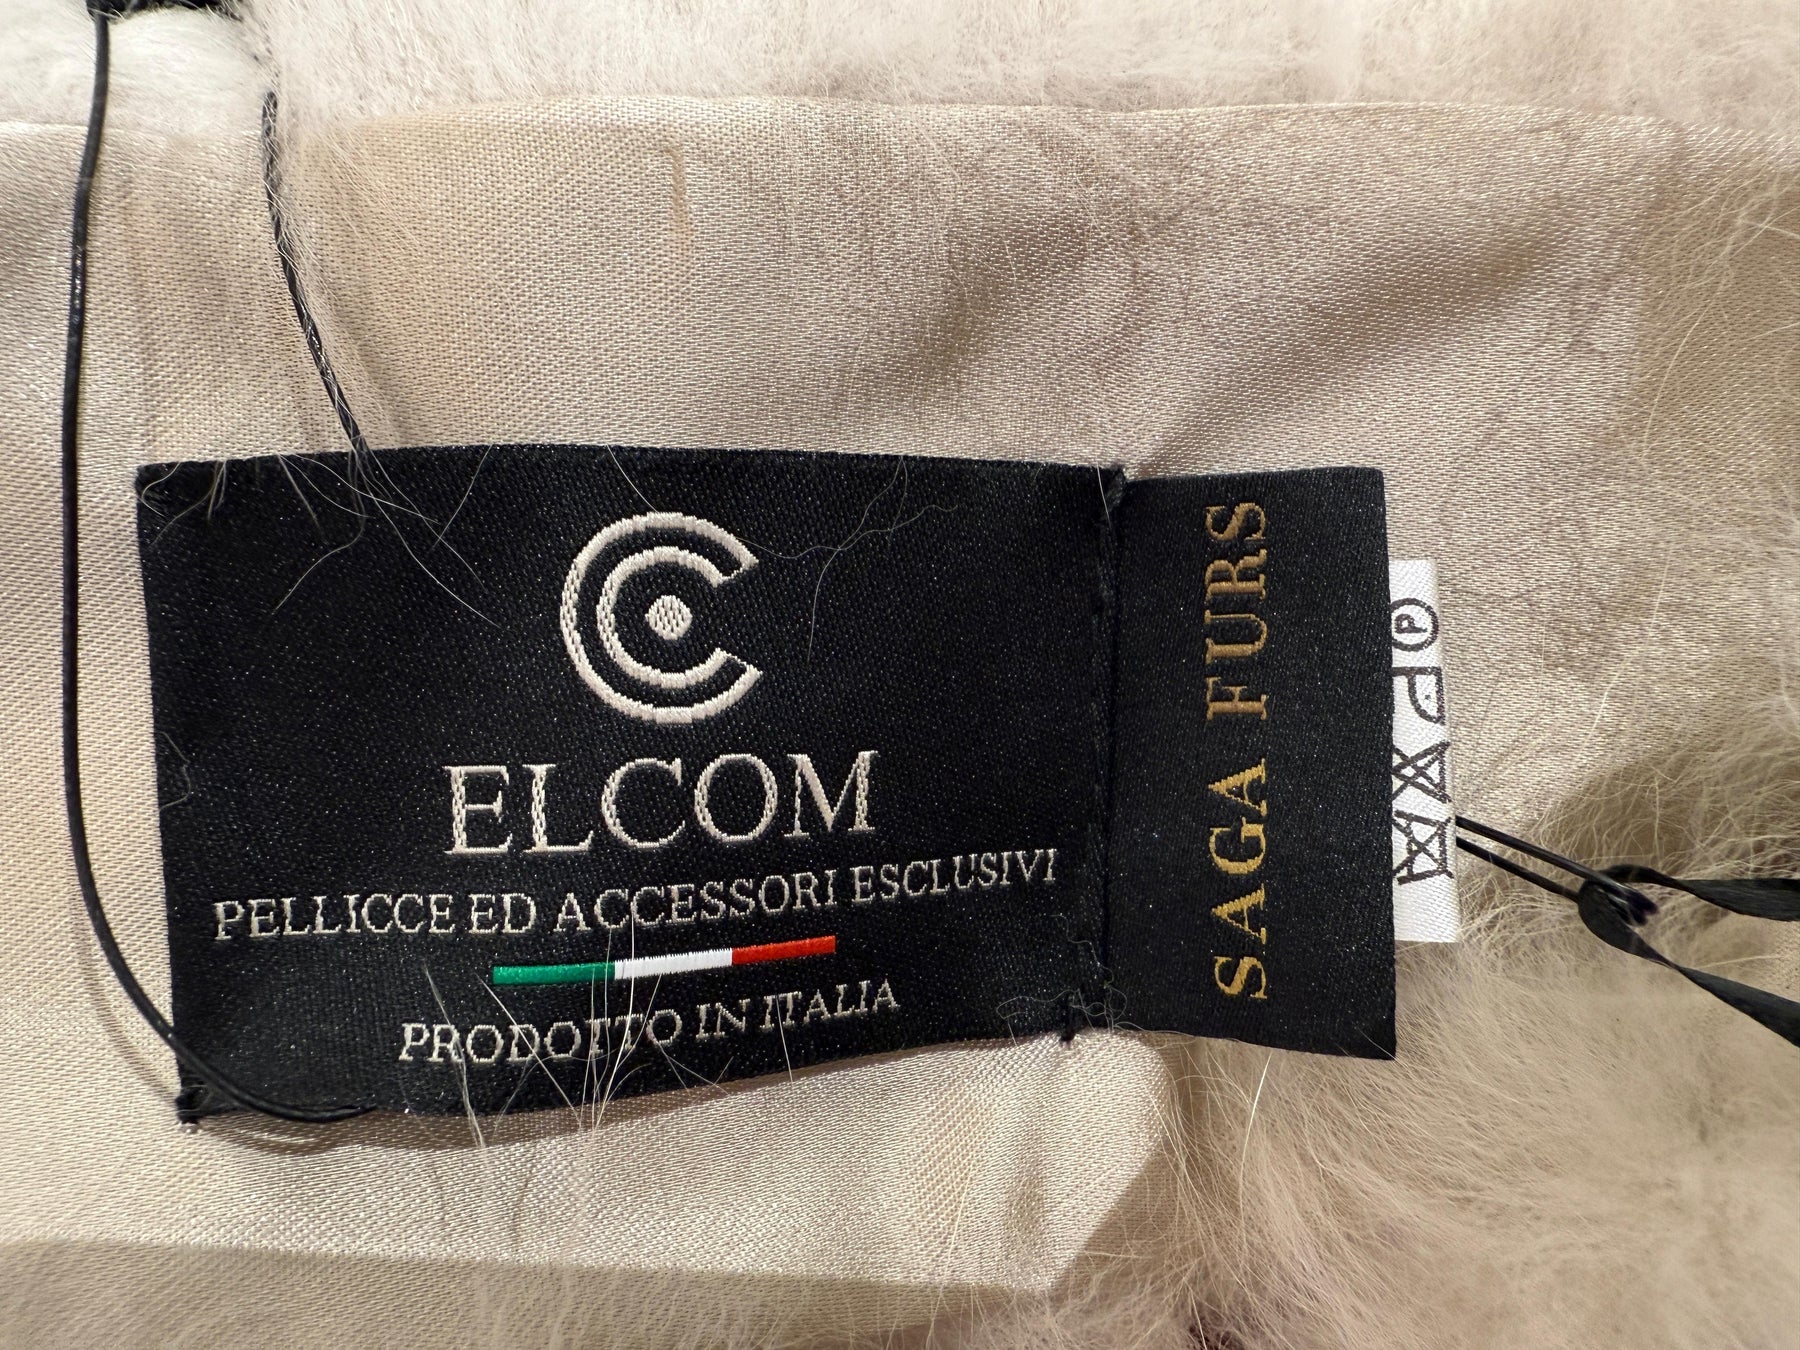 ELCOM
PELLICCE ED ACCESSORI ESCLUSIVI
PRODOTTO IN ITALIA
SAGA FURS
P